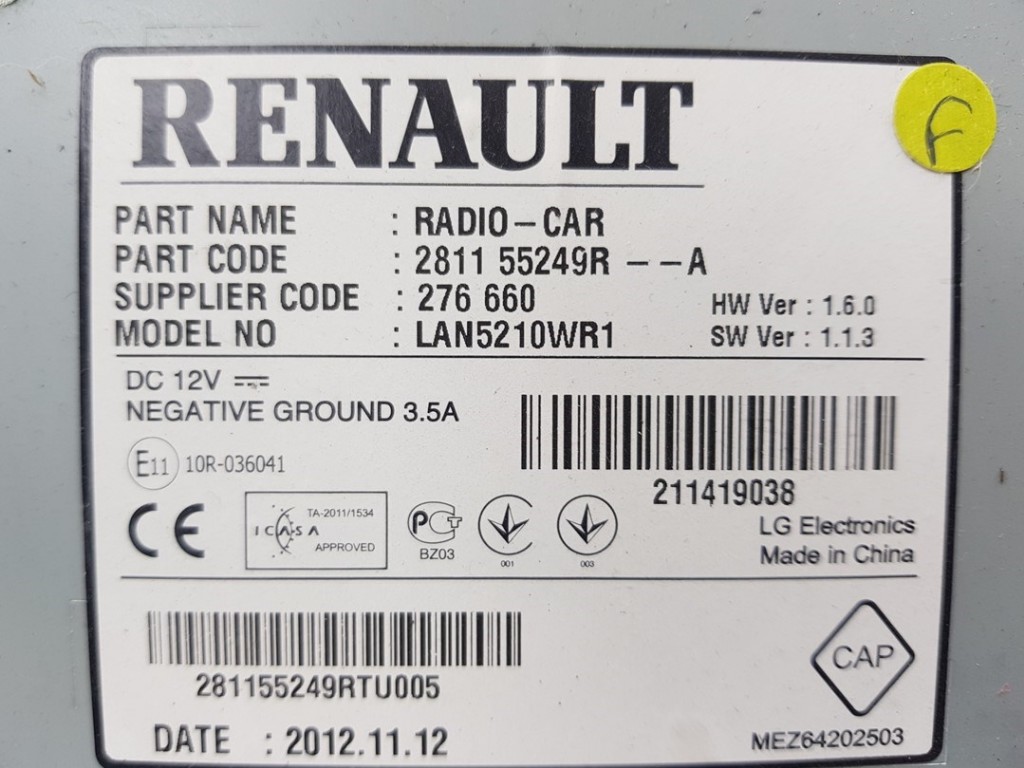 RENAULT
F
PART NAME : RADIO-CAR
PART CODE : 2811 55249R --A
SUPPLIER CODE : 276 660
HW Ver : 1.6.0
MODEL NO : LAN5210WR1
SW Ver : 1.1.3
DC 12V
NEGATIVE GROUND 3.5A
E11 10R-036041
211419038
CE
ICASA
TA-2011/1534
APPROVED
PCT
BZ03
001
003
LG Electronics
Made in China
281155249RTU005
CAP
DATE : 2012.11.12
MEZ64202503